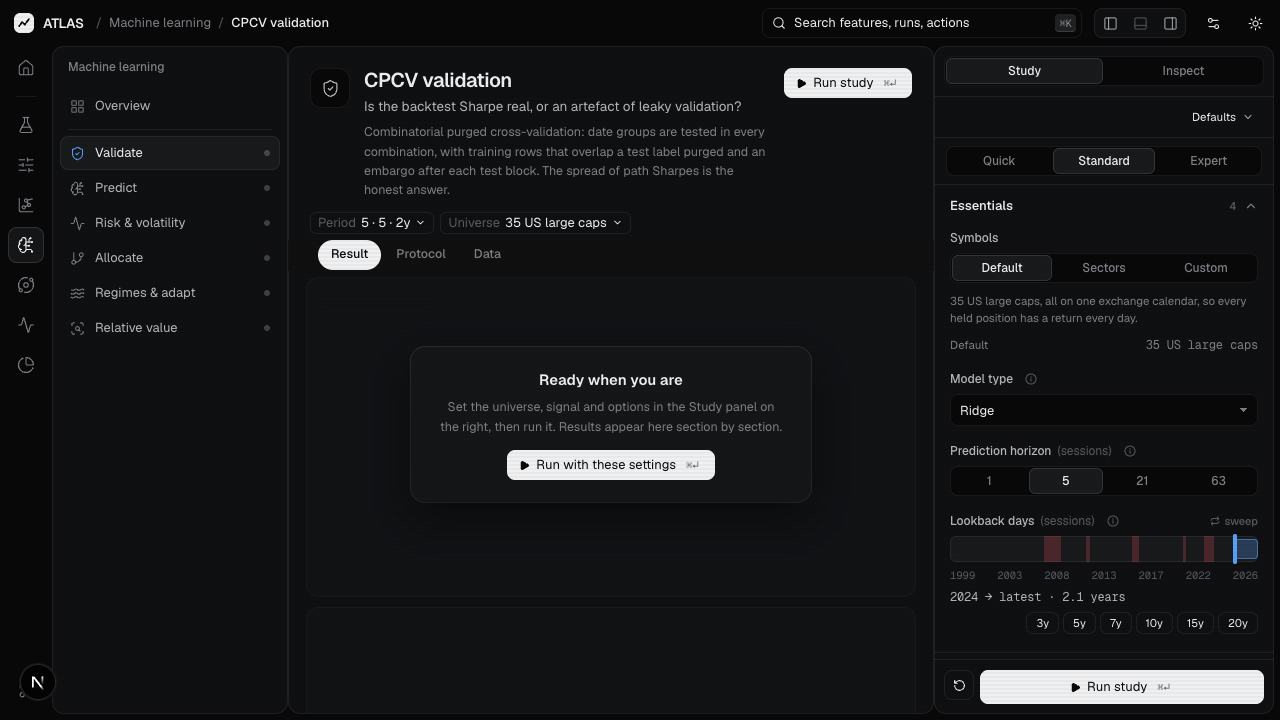 ATLAS / Machine learning / CPCV validation
Search features, runs, actions ⌘K
Machine learning
Overview
Validate
Predict
Risk & volatility
Allocate
Regimes & adapt
Relative value
N
CPCV validation
Run study ⌘↵
Is the backtest Sharpe real, or an artefact of leaky validation?
Combinatorial purged cross-validation: date groups are tested in every
combination, with training rows that overlap a test label purged and an
embargo after each test block. The spread of path Sharpes is the
honest answer.
Period 5 · 5 · 2y
Universe 35 US large caps
Result Protocol Data
Ready when you are
Set the universe, signal and options in the Study panel on
the right, then run it. Results appear here section by section.
Run with these settings ⌘↵
Study Inspect
Defaults
Quick Standard Expert
Essentials 4
Symbols
Default Sectors Custom
35 US large caps, all on one exchange calendar, so every
held position has a return every day.
Default 35 US large caps
Model type
Ridge
Prediction horizon (sessions)
1 5 21 63
Lookback days (sessions) sweep
1999 2003 2008 2013 2017 2022 2026
2024 → latest · 2.1 years
3y 5y 7y 10y 15y 20y
Run study ⌘↵